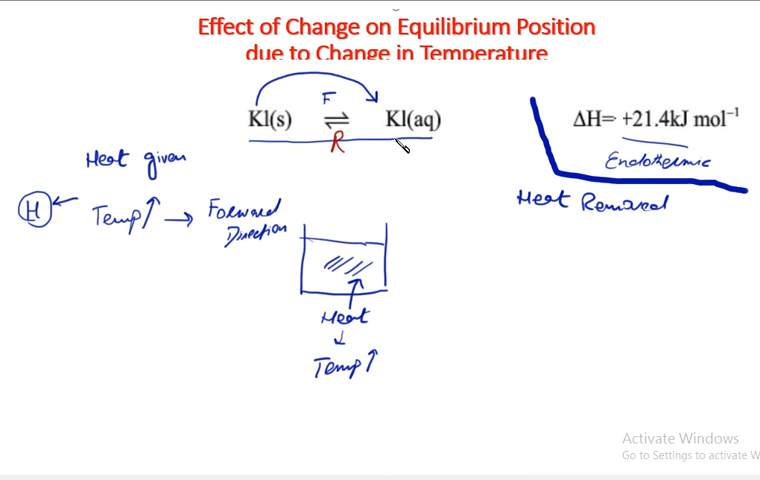 Effect of Change on Equilibrium Position
due to Change in Temperature
F
KI(s) ⇌ KI(aq)
R
ΔH= +21.4kJ mol⁻¹
Endothermic
Heat given
Heat Removed
H
Temp↑ → Forward
Direction
Heat
↓
Temp↑
Activate Windows
Go to Settings to activate W